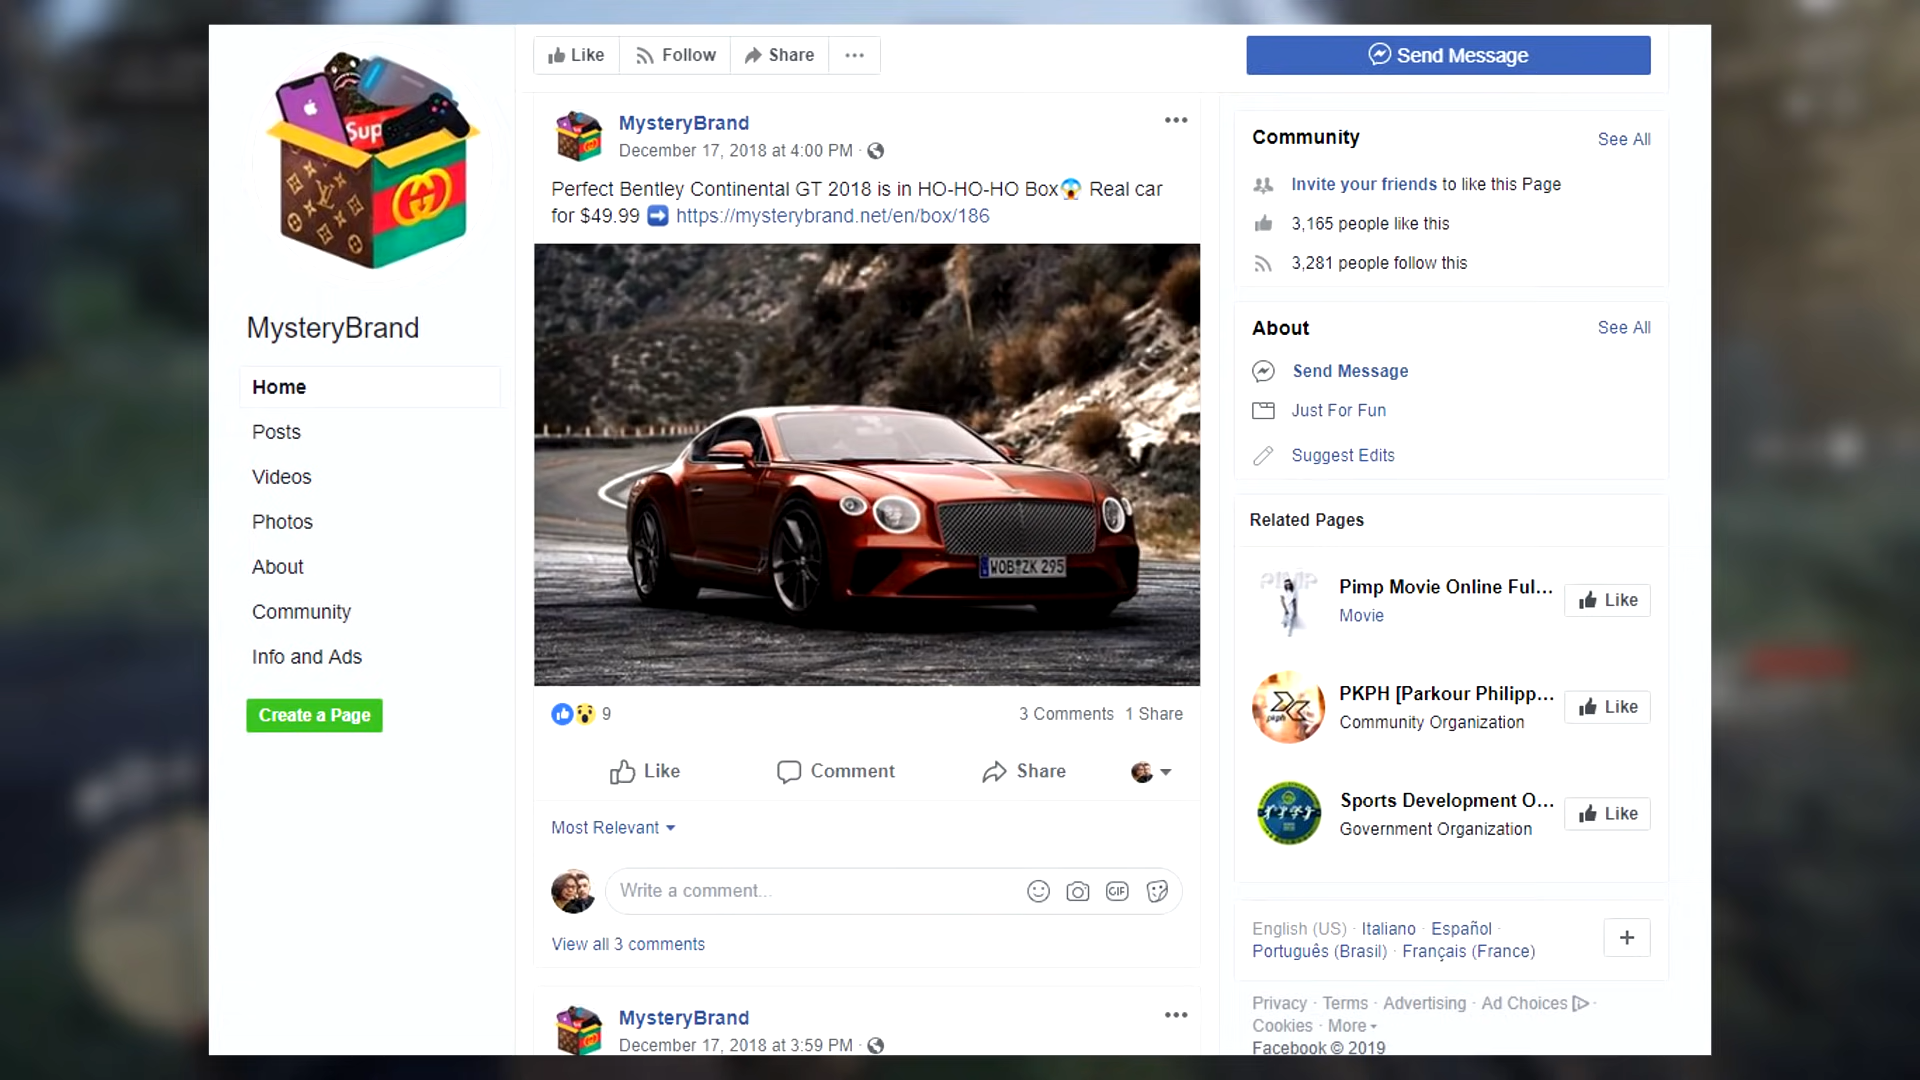 Sup
MysteryBrand
Home
Posts
Videos
Photos
About
Community
Info and Ads
Create a Page
Like
Follow
Share
Send Message
MysteryBrand
December 17, 2018 at 4:00 PM
Perfect Bentley Continental GT 2018 is in HO-HO-HO Box😱 Real car
for $49.99 ➡ https://mysterybrand.net/en/box/186
WOB ZK 295
9
3 Comments 1 Share
Like
Comment
Share
Most Relevant
Write a comment...
GIF
View all 3 comments
MysteryBrand
December 17, 2018 at 3:59 PM
Community
See All
Invite your friends to like this Page
3,165 people like this
3,281 people follow this
About
See All
Send Message
Just For Fun
Suggest Edits
Related Pages
PIMP
Pimp Movie Online Ful...
Movie
Like
pkph
PKPH [Parkour Philipp...
Community Organization
Like
Sports Development O...
Government Organization
Like
English (US) · Italiano · Español ·
Português (Brasil) · Français (France)
Privacy · Terms · Advertising · Ad Choices ·
Cookies · More
Facebook © 2019